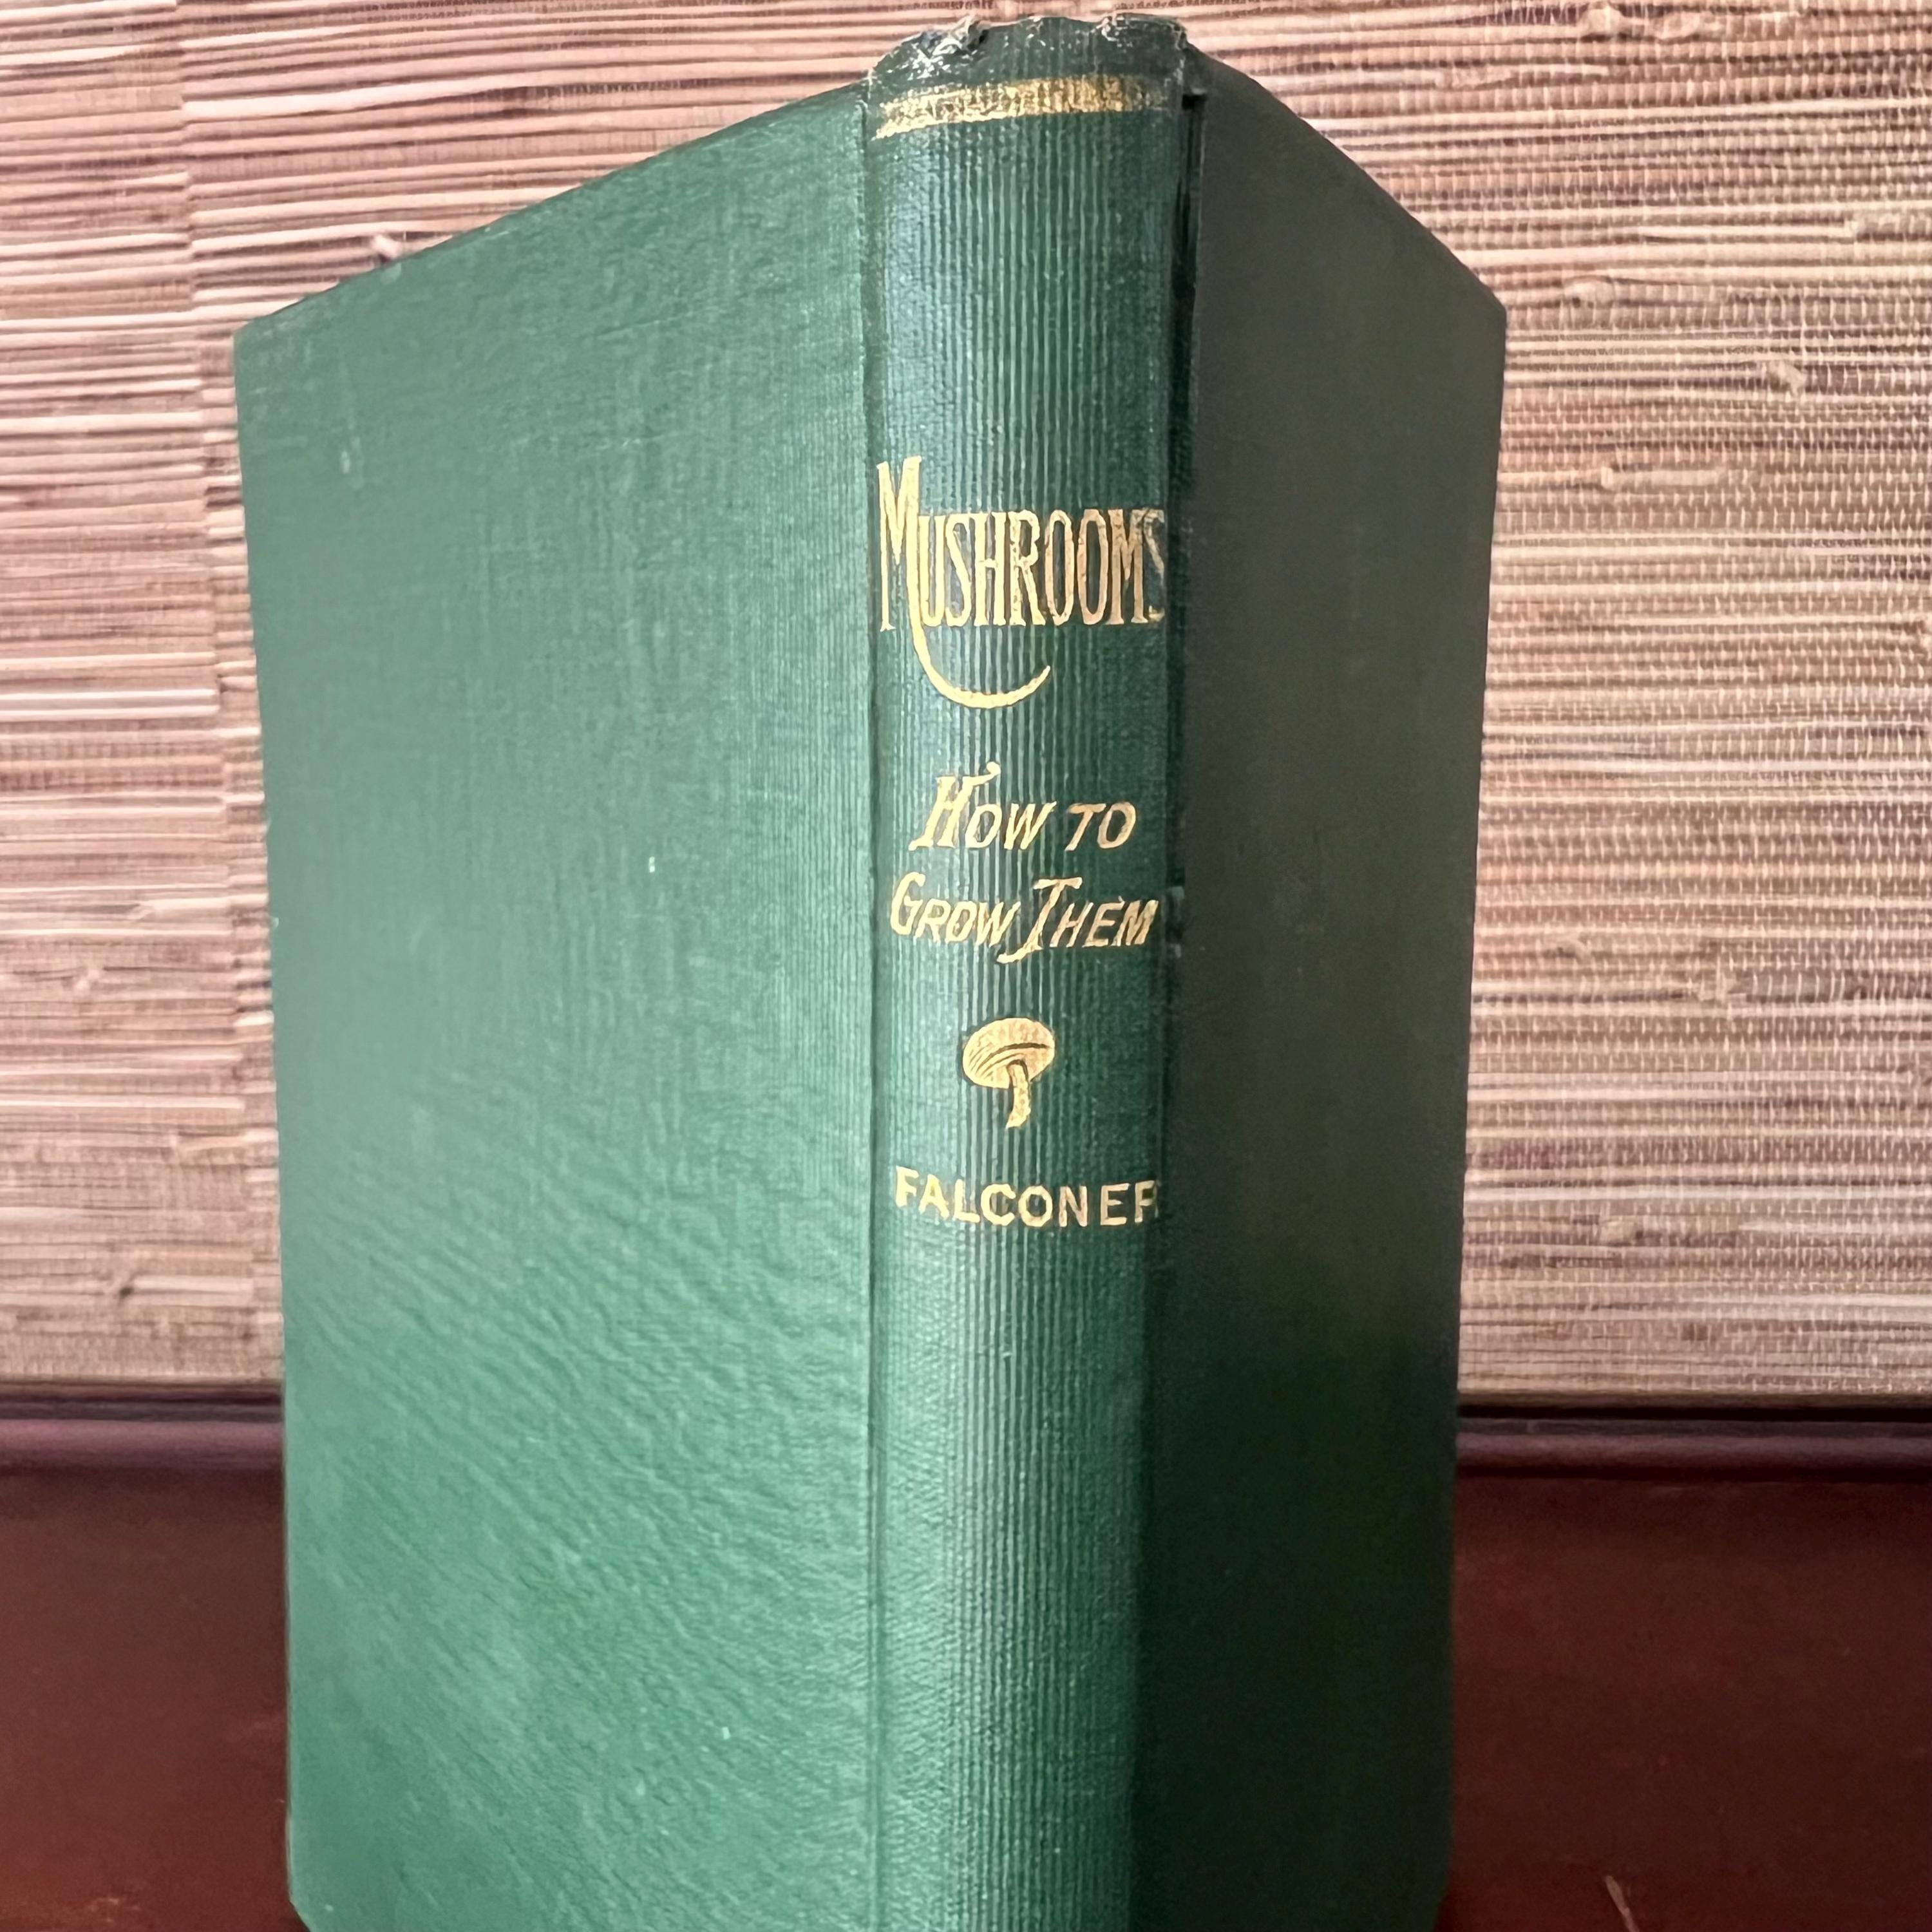 MUSHROOMS
HOW TO
GROW THEM
FALCONER